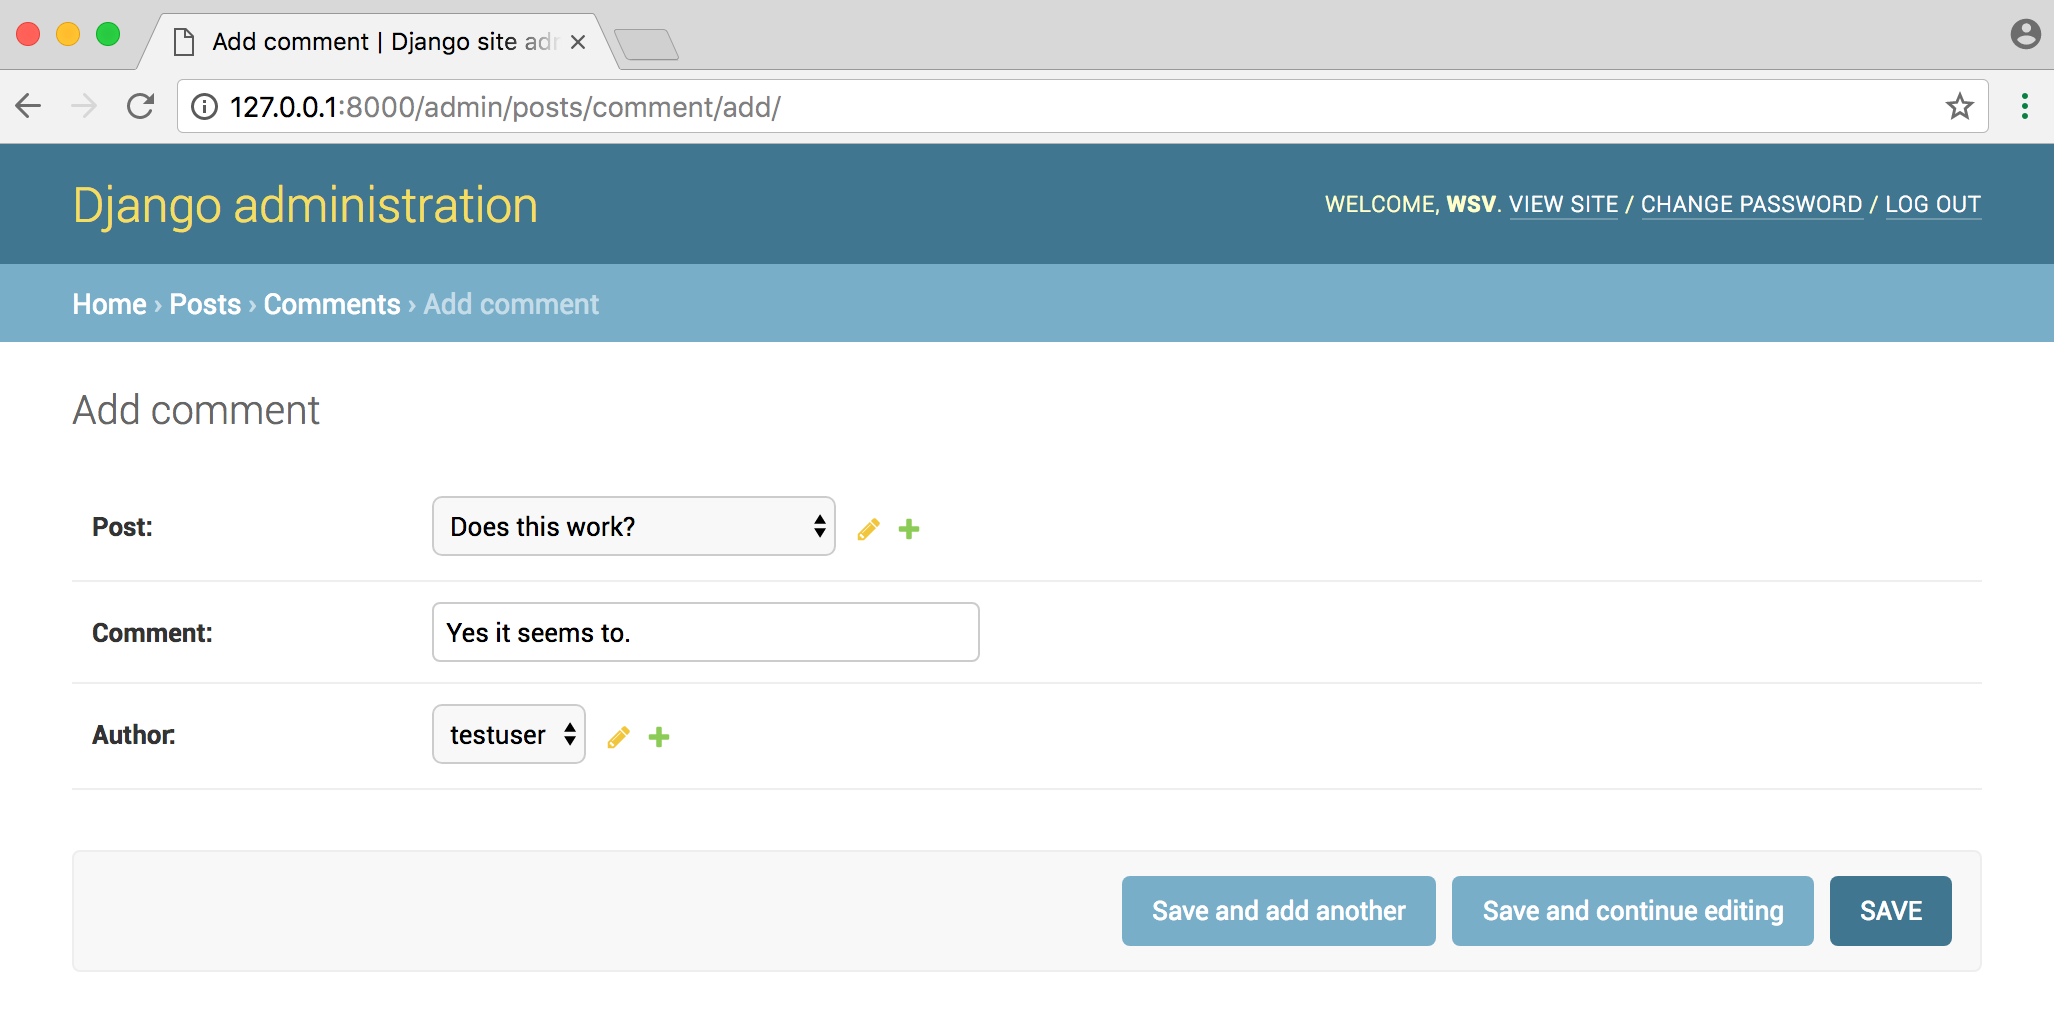 Add comment | Django site adr
127.0.0.1:8000/admin/posts/comment/add/
Django administration
WELCOME, WSV. VIEW SITE / CHANGE PASSWORD / LOG OUT
Home › Posts › Comments › Add comment
Add comment
Post: Does this work?
Comment: Yes it seems to.
Author: testuser
Save and add another Save and continue editing SAVE